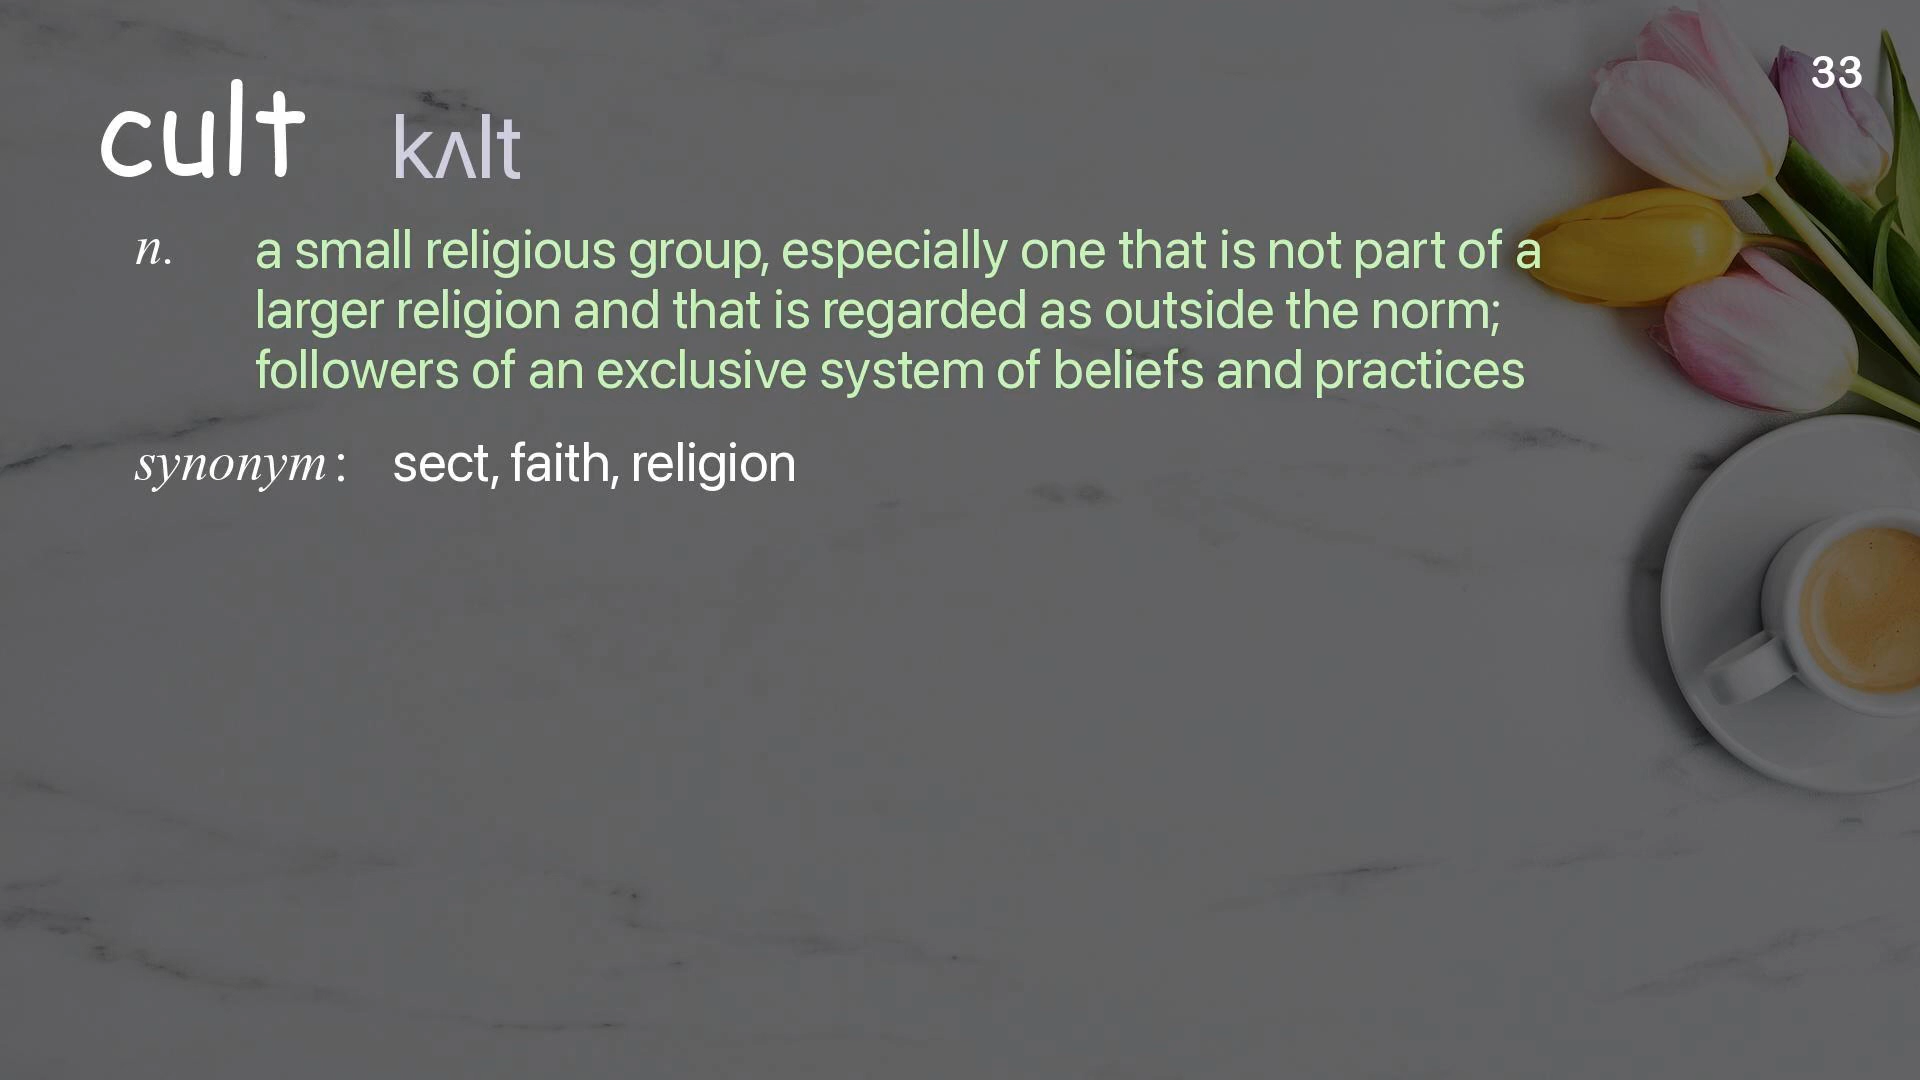 33
cult kʌlt
n. a small religious group, especially one that is not part of a
larger religion and that is regarded as outside the norm;
followers of an exclusive system of beliefs and practices
synonym: sect, faith, religion